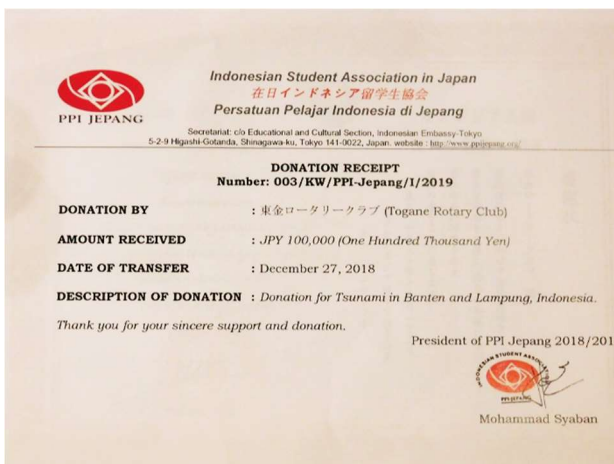 PPI JEPANG
Indonesian Student Association in Japan
在日インドネシア留学生協会
Persatuan Pelajar Indonesia di Jepang
Secretariat: c/o Educational and Cultural Section, Indonesian Embassy-Tokyo
5-2-9 Higashi-Gotanda, Shinagawa-ku, Tokyo 141-0022, Japan. website : http://www.ppijepang.org/
DONATION RECEIPT
Number: 003/KW/PPI-Jepang/I/2019
DONATION BY : 東金ロータリークラブ (Togane Rotary Club)
AMOUNT RECEIVED : JPY 100,000 (One Hundred Thousand Yen)
DATE OF TRANSFER : December 27, 2018
DESCRIPTION OF DONATION : Donation for Tsunami in Banten and Lampung, Indonesia.
Thank you for your sincere support and donation.
President of PPI Jepang 2018/201
INDONESIAN STUDENT ASSOCIATION
PPI JEPANG
Mohammad Syaban